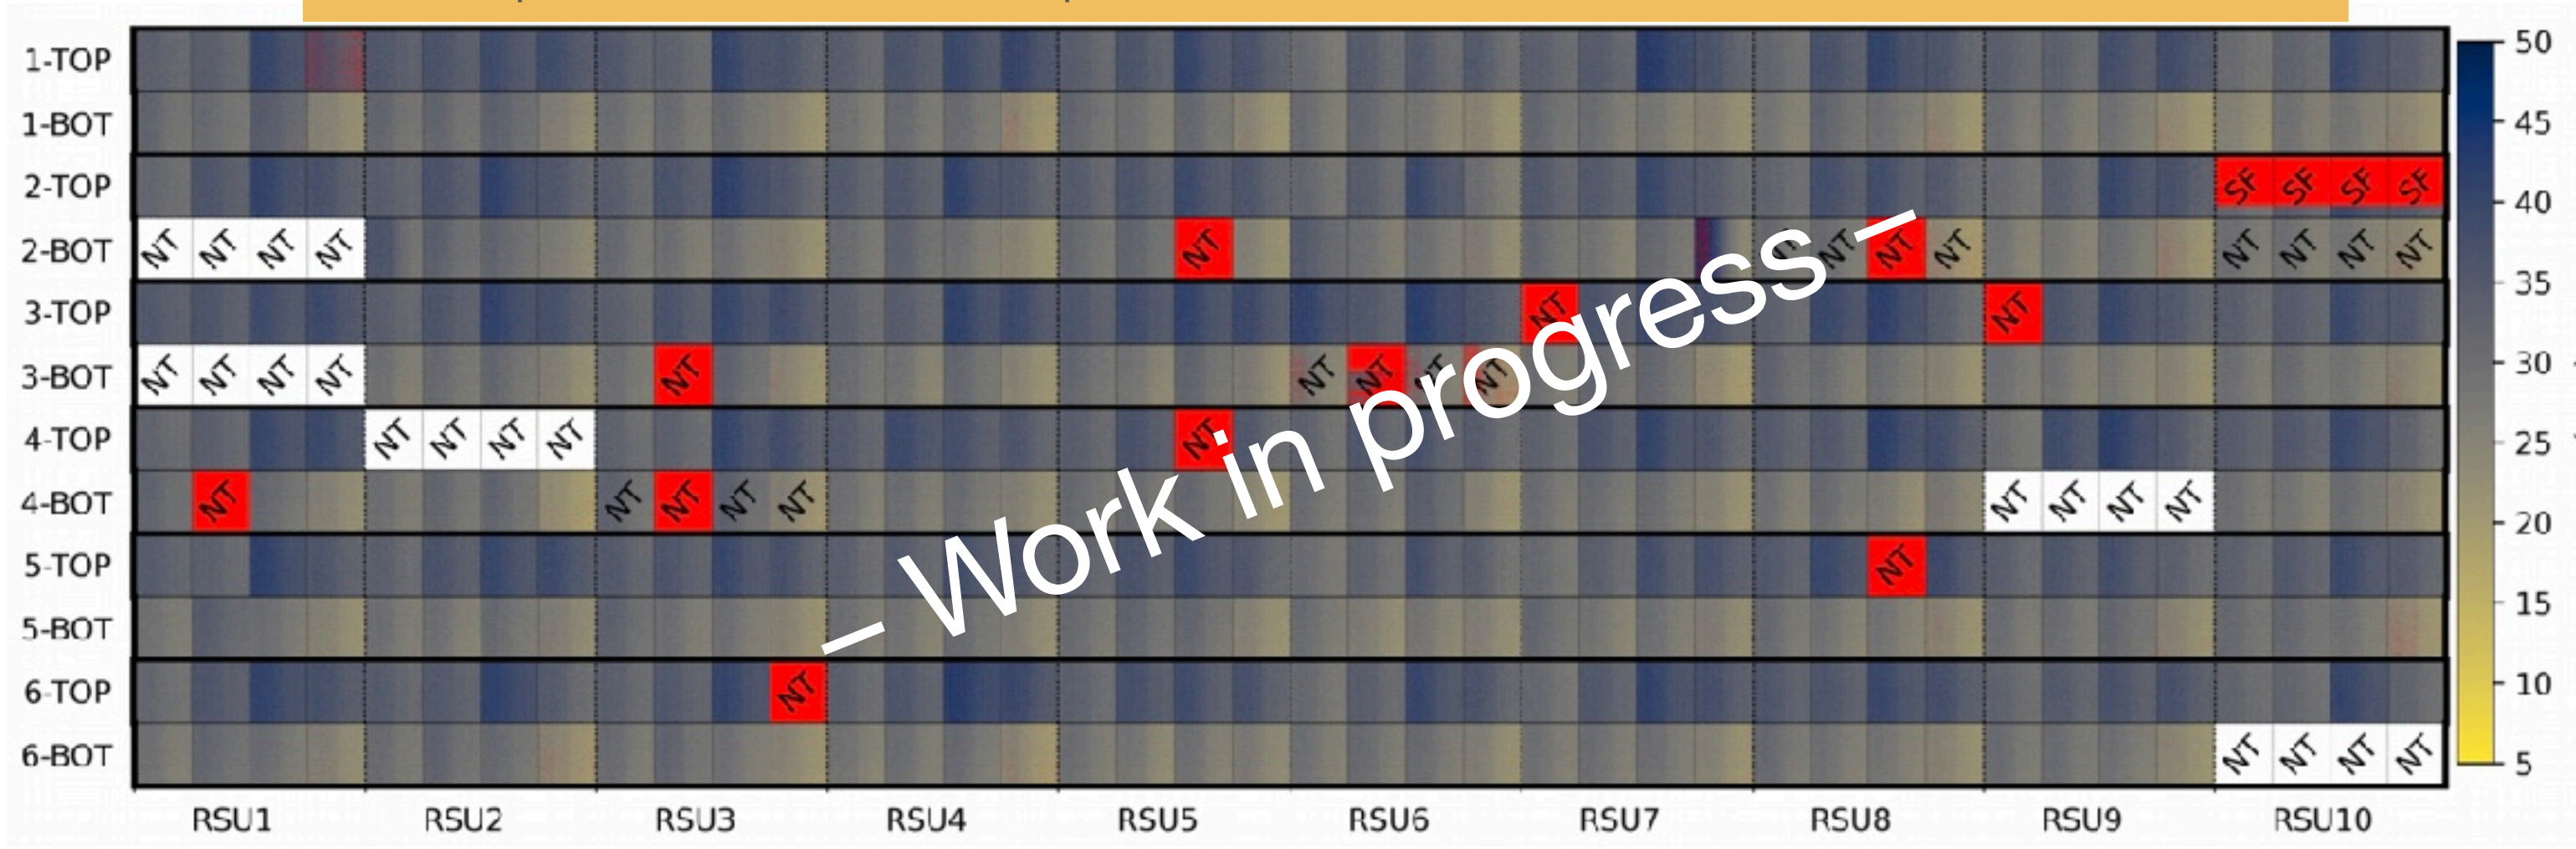 1-TOP 50
1-BOT 45
2-TOP SF SF SF SF 40
2-BOT NT NT NT NT NT NT NT NT NT NT NT NT NT
3-TOP NT NT 35
3-BOT NT NT NT NT NT NT NT NT NT 30
4-TOP NT NT NT NT NT 25
4-BOT NT NT NT NT NT NT NT NT NT 20
5-TOP NT
5-BOT 15
6-TOP NT 10
6-BOT NT NT NT NT 5
RSU1 RSU2 RSU3 RSU4 RSU5 RSU6 RSU7 RSU8 RSU9 RSU10
– Work in progress –